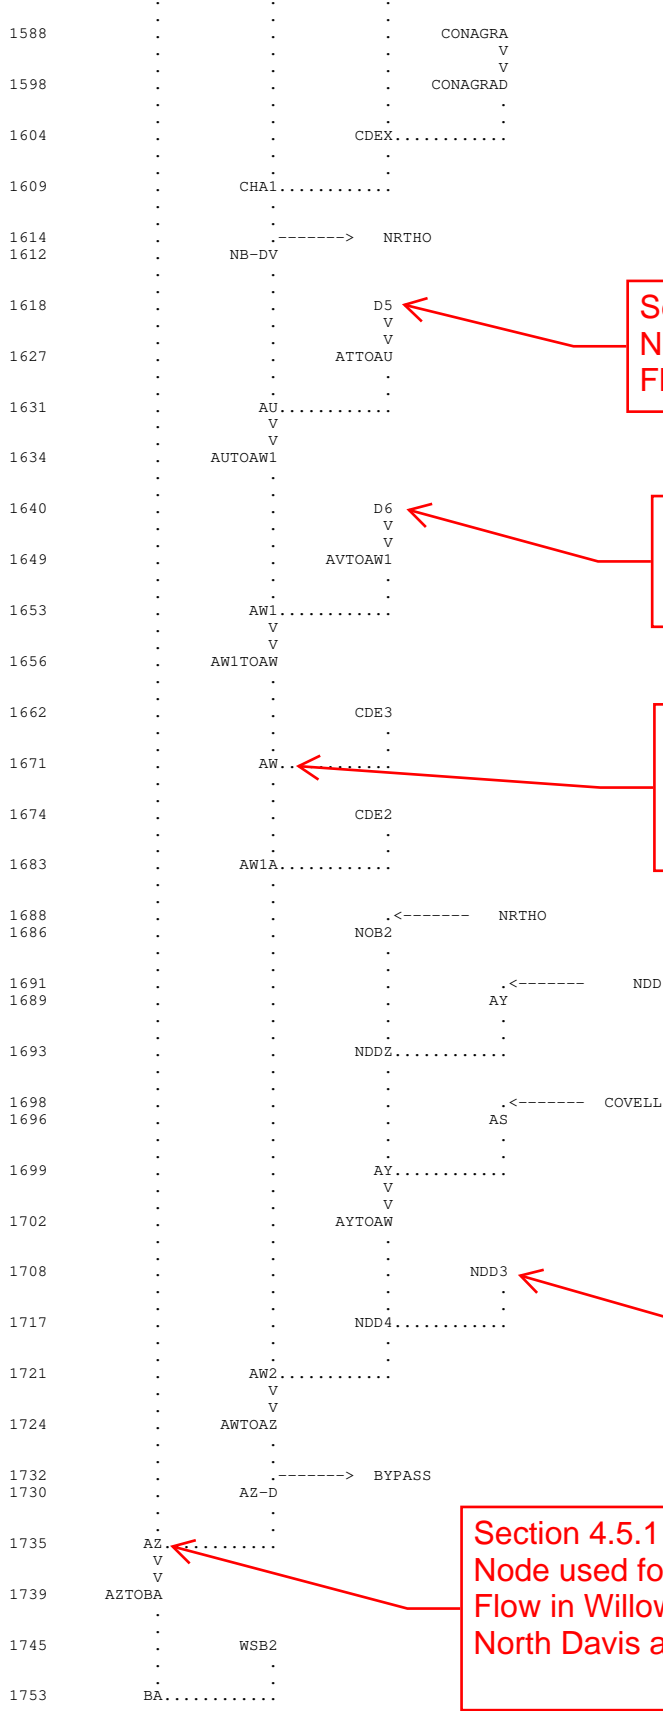 1588 . . . CONAGRA
. . . V
. . . V
1598 . . . CONAGRAD
. . . .
. . . .
1604 . . CDEX............
. . .
. . .
1609 . CHA1............
. .
. .
1614 . .-------> NRTHO
1612 . NB-DV
. .
. .
1618 . . D5
. . V
. . V
1627 . . ATTOAU
. . .
. . .
1631 . AU............
. V
. V
1634 . AUTOAW1
. .
. .
1640 . . D6
. . V
. . V
1649 . . AVTOAW1
. . .
. . .
1653 . AW1............
. V
. V
1656 . AW1TOAW
. .
. .
1662 . . CDE3
. . .
. . .
1671 . AW............
. .
. .
1674 . . CDE2
. . .
. . .
1683 . AW1A............
. .
. .
1688 . . .<------- NRTHO
1686 . . NOB2
. . .
. . .
1691 . . . .<------- NDD
1689 . . . AY
. . . .
. . . .
1693 . . NDDZ............
. . .
. . .
1698 . . . .<------- COVELL
1696 . . . AS
. . . .
. . . .
1699 . . AY............
. . V
. . V
1702 . . AYTOAW
. . .
. . .
1708 . . . NDD3
. . . .
. . . .
1717 . . NDD4............
. . .
. . .
1721 . AW2............
. V
. V
1724 . AWTOAZ
. .
. .
1732 . .-------> BYPASS
1730 . AZ-D
. .
. .
1735 AZ............
V
V
1739 AZTOBA
.
.
1745 . WSB2
. .
. .
1753 BA............
N
Section 4.5.1
Node used
Flow in
North Davis